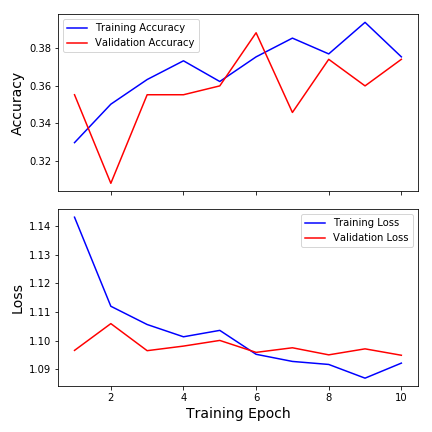 Training Accuracy
Validation Accuracy
0.38
0.36
0.34
0.32
Accuracy
Training Loss
Validation Loss
1.14
1.13
1.12
1.11
1.10
1.09
Loss
2 4 6 8 10
Training Epoch